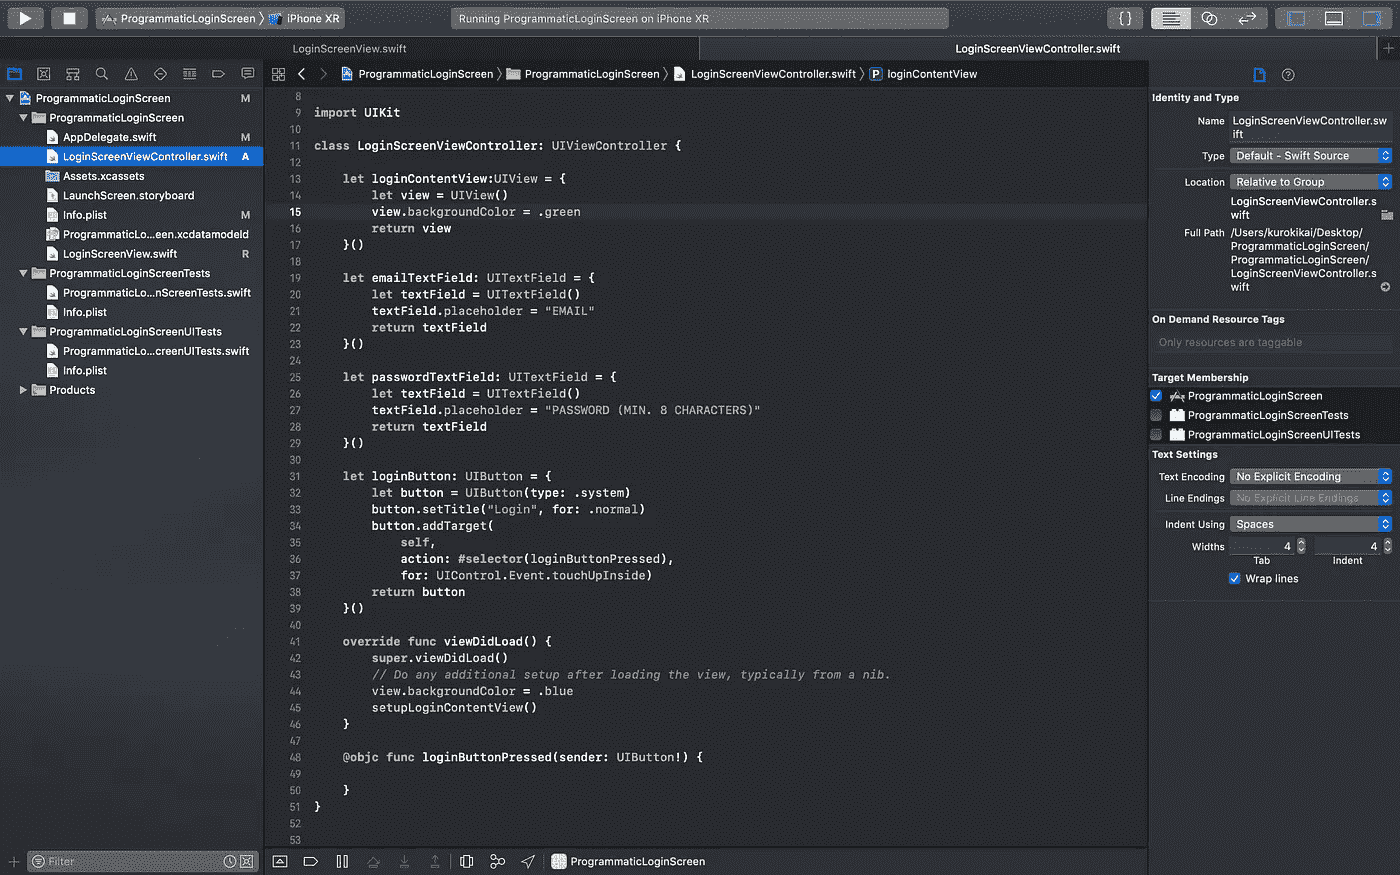 ProgrammaticLoginScreen 〉 iPhone XR
Running ProgrammaticLoginScreen on iPhone XR
{}
LoginScreenView.swift
LoginScreenViewController.swift
ProgrammaticLoginScreen 〉 ProgrammaticLoginScreen 〉 LoginScreenViewController.swift 〉 P loginContentView
ProgrammaticLoginScreen M
ProgrammaticLoginScreen
AppDelegate.swift M
LoginScreenViewController.swift A
Assets.xcassets
LaunchScreen.storyboard
Info.plist M
ProgrammaticLo...een.xcdatamodeld
LoginScreenView.swift R
ProgrammaticLoginScreenTests
ProgrammaticLo...nScreenTests.swift
Info.plist
ProgrammaticLoginScreenUITests
ProgrammaticLo...creenUITests.swift
Info.plist
Products
Filter
8
9 import UIKit
10
11 class LoginScreenViewController: UIViewController {
12
13 let loginContentView:UIView = {
14 let view = UIView()
15 view.backgroundColor = .green
16 return view
17 }()
18
19 let emailTextField: UITextField = {
20 let textField = UITextField()
21 textField.placeholder = "EMAIL"
22 return textField
23 }()
24
25 let passwordTextField: UITextField = {
26 let textField = UITextField()
27 textField.placeholder = "PASSWORD (MIN. 8 CHARACTERS)"
28 return textField
29 }()
30
31 let loginButton: UIButton = {
32 let button = UIButton(type: .system)
33 button.setTitle("Login", for: .normal)
34 button.addTarget(
35 self,
36 action: #selector(loginButtonPressed),
37 for: UIControl.Event.touchUpInside)
38 return button
39 }()
40
41 override func viewDidLoad() {
42 super.viewDidLoad()
43 // Do any additional setup after loading the view, typically from a nib.
44 view.backgroundColor = .blue
45 setupLoginContentView()
46 }
47
48 @objc func loginButtonPressed(sender: UIButton!) {
49
50 }
51 }
52
53
ProgrammaticLoginScreen
Identity and Type
Name LoginScreenViewController.sw
ift
Type Default - Swift Source
Location Relative to Group
LoginScreenViewController.s
wift
Full Path /Users/kurokikai/Desktop/
ProgrammaticLoginScreen/
ProgrammaticLoginScreen/
LoginScreenViewController.s
wift
On Demand Resource Tags
Only resources are taggable
Target Membership
ProgrammaticLoginScreen
ProgrammaticLoginScreenTests
ProgrammaticLoginScreenUITests
Text Settings
Text Encoding No Explicit Encoding
Line Endings No Explicit Line Endings
Indent Using Spaces
Widths 4 4
Tab Indent
Wrap lines